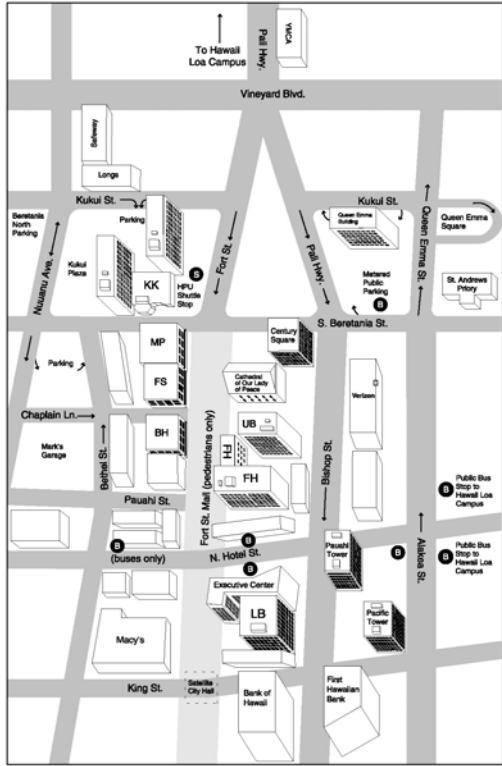 YMCA
To Hawaii
Loa Campus
Pali Hwy.
Vineyard Blvd.
Safeway
Longs
Kukui St.
Kukui St.
Beretania
North
Parking
Parking
Queen Emma
Building
Queen Emma
Square
Nuuanu Ave.
Kukui
Plaza
KK
S
HPU
Shuttle
Stop
Fort St.
Pali Hwy.
Metered
Public
Parking
B
Queen Emma St.
St. Andrews
Priory
S. Beretania St.
MP
Century
Square
Parking
FS
Cathedral
of Our Lady
of Peace
Verizon
Chaplain Ln.
BH
UB
FH
FH
Mark's
Garage
Bethel St.
Fort St. Mall (pedestrians only)
Bishop St.
Pauahi St.
B
Public Bus
Stop to
Hawaii Loa
Campus
B
(buses only)
B
N. Hotel St.
Pauahi
Tower
B
Alakea St.
B
Public Bus
Stop to
Hawaii Loa
Campus
B
Executive Center
LB
Pacific
Tower
Macy's
King St.
Satellite
City Hall
Bank of
Hawaii
First
Hawaiian
Bank